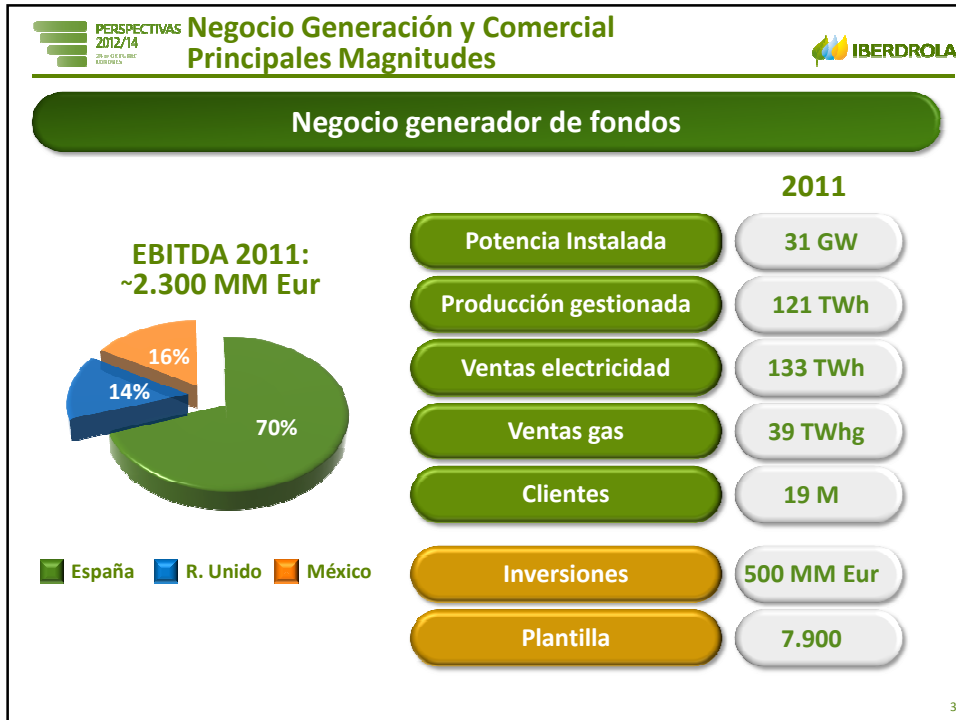 PERSPECTIVAS
2012/14
Negocio Generación y Comercial
Principales Magnitudes
IBERDROLA
Negocio generador de fondos
2011
EBITDA 2011:
~2.300 MM Eur
16%
14%
70%
España
R. Unido
México
Potencia Instalada
31 GW
Producción gestionada
121 TWh
Ventas electricidad
133 TWh
Ventas gas
39 TWhg
Clientes
19 M
Inversiones
500 MM Eur
Plantilla
7.900
3